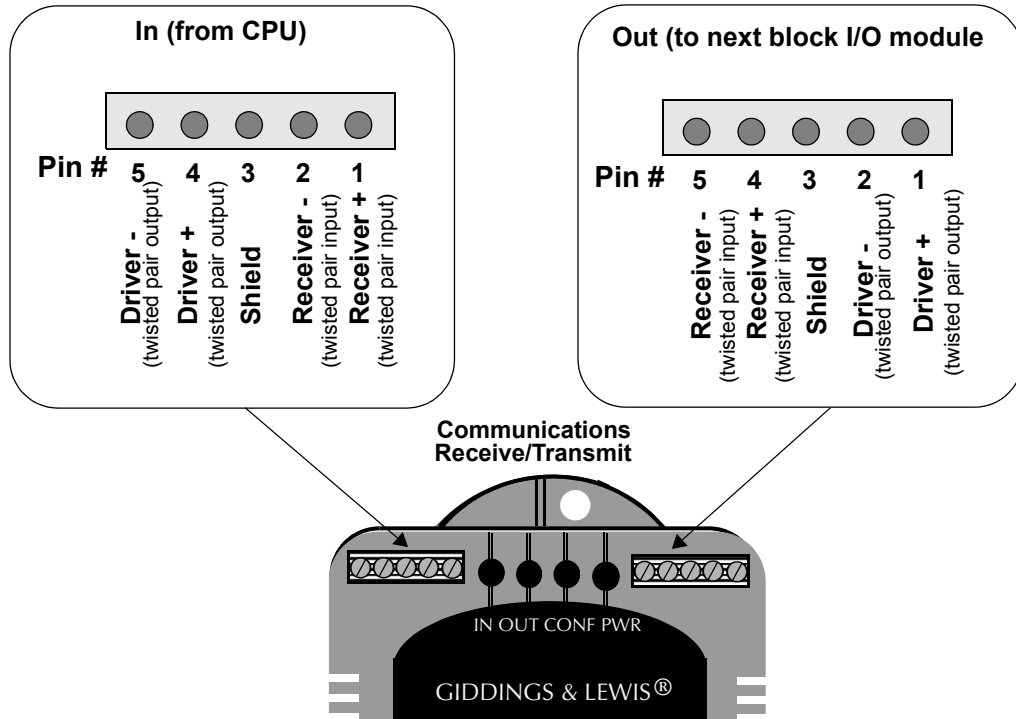 In (from CPU)
Pin # 5 4 3 2 1
Driver -
(twisted pair output)
Driver +
(twisted pair output)
Shield
Receiver -
(twisted pair input)
Receiver +
(twisted pair input)
Out (to next block I/O module
Pin # 5 4 3 2 1
Receiver -
(twisted pair input)
Receiver +
(twisted pair input)
Shield
Driver -
(twisted pair output)
Driver +
(twisted pair output)
Communications
Receive/Transmit
IN OUT CONF PWR
GIDDINGS & LEWIS®